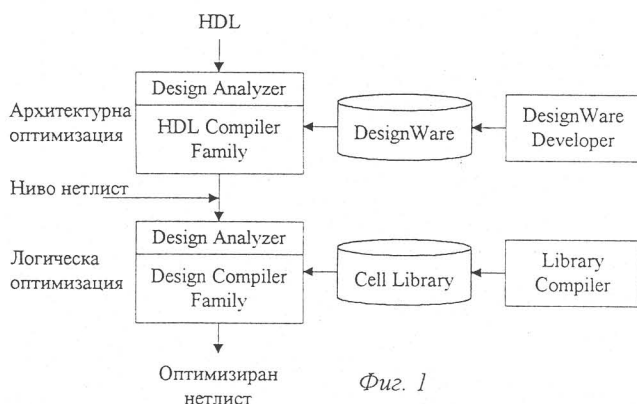 HDL
Design Analyzer
Архитектурна
оптимизация
HDL Compiler
Family
DesignWare
DesignWare
Developer
Ниво нетлист
Design Analyzer
Логическа
оптимизация
Design Compiler
Family
Cell Library
Library
Compiler
Оптимизиран
нетлист
Фиг. 1